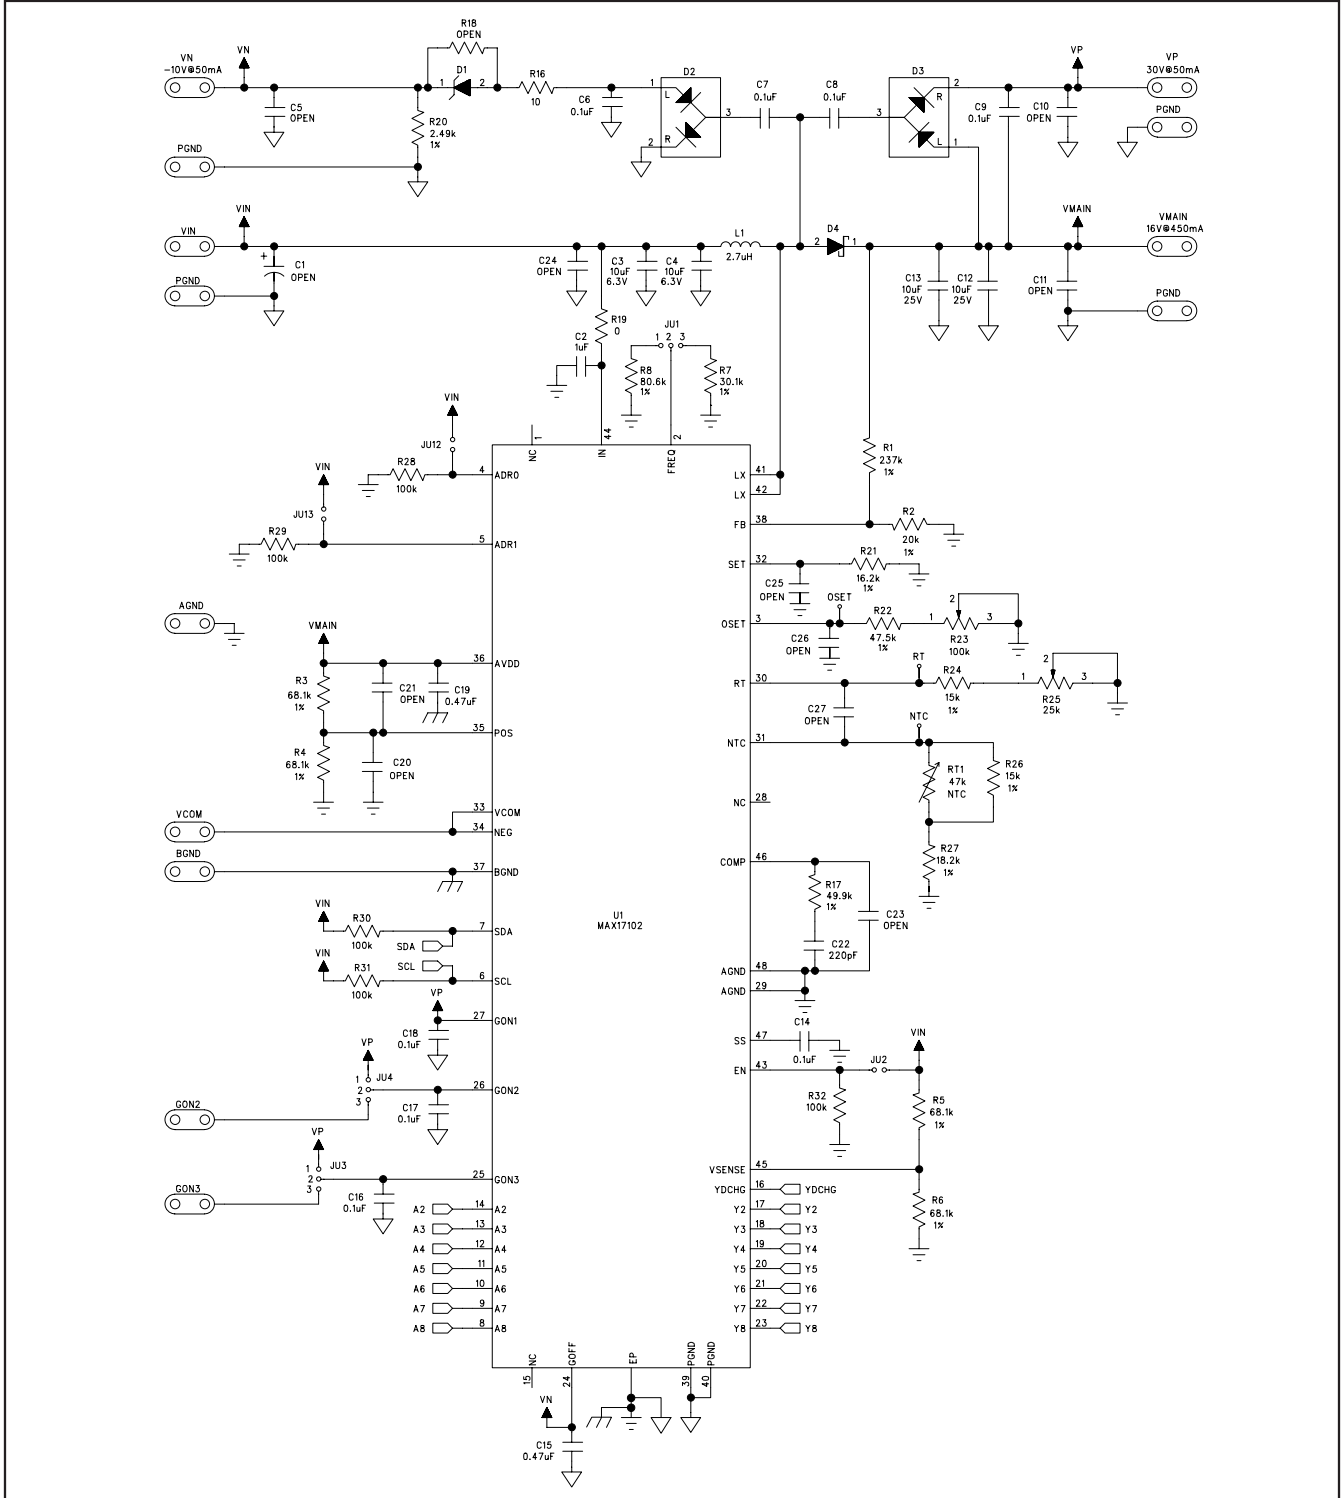 R18
OPEN
VN
-10V@50mA
VN
1
D1
2
R16
10
C5
OPEN
R20
2.49k
1%
C6
0.1uF
D2
1
L
R
2
3
C7
0.1uF
C8
0.1uF
D3
3
R
L
2
1
C9
0.1uF
C10
OPEN
VP
VP
30V@50mA
PGND
PGND
VIN
VIN
C1
+
OPEN
PGND
C24
OPEN
C3
10uF
6.3V
C4
10uF
6.3V
L1
2.7uH
D4
2
1
C13
10uF
25V
C12
10uF
25V
C11
OPEN
VMAIN
VMAIN
16V@450mA
PGND
R19
0
C2
1uF
JU1
1 2 3
R8
80.6k
1%
R7
30.1k
1%
VIN
JU12
R28
100k
4
ADR0
VIN
JU13
R29
100k
5
ADR1
NC
1
IN
44
FREQ
2
LX
41
LX
42
FB
38
R1
237k
1%
R2
20k
1%
SET
32
C25
OPEN
R21
16.2k
1%
AGND
OSET
3
OSET
C26
OPEN
R22
47.5k
1%
1
2
3
R23
100k
VMAIN
R3
68.1k
1%
C21
OPEN
C19
0.47uF
36
AVDD
RT
30
RT
R24
15k
1%
1
2
3
R25
25k
C27
OPEN
35
POS
R4
68.1k
1%
C20
OPEN
NTC
31
NTC
RT1
47k
NTC
R26
15k
1%
R27
18.2k
1%
NC
28
VCOM
33
VCOM
34
NEG
BGND
37
BGND
COMP
46
R17
49.9k
1%
C23
OPEN
C22
220pF
U1
MAX17102
VIN
R30
100k
SDA
7
SDA
VIN
R31
100k
SCL
6
SCL
AGND
48
AGND
29
VP
C18
0.1uF
27
GON1
SS
47
C14
0.1uF
EN
43
JU2
VIN
R32
100k
R5
68.1k
1%
VP
1
2
3
JU4
GON2
C17
0.1uF
26
GON2
VP
1
2
3
JU3
GON3
C16
0.1uF
25
GON3
VSENSE
45
R6
68.1k
1%
YDCHG
16
YDCHG
A2
14
A2
Y2
17
Y2
A3
13
A3
Y3
18
Y3
A4
12
A4
Y4
19
Y4
A5
11
A5
Y5
20
Y5
A6
10
A6
Y6
21
Y6
A7
9
A7
Y7
22
Y7
A8
8
A8
Y8
23
Y8
NC
15
GOFF
24
EP
PGND
39
PGND
40
VN
C15
0.47uF